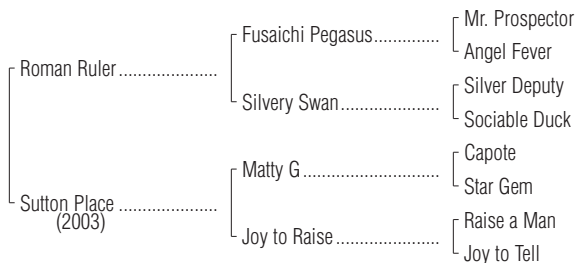 Mr. Prospector
Fusaichi Pegasus..............
Angel Fever
Roman Ruler.....................
Silver Deputy
Silvery Swan.....................
Sociable Duck
Capote
Matty G.............................
Star Gem
Sutton Place.....................
(2003)
Raise a Man
Joy to Raise......................
Joy to Tell